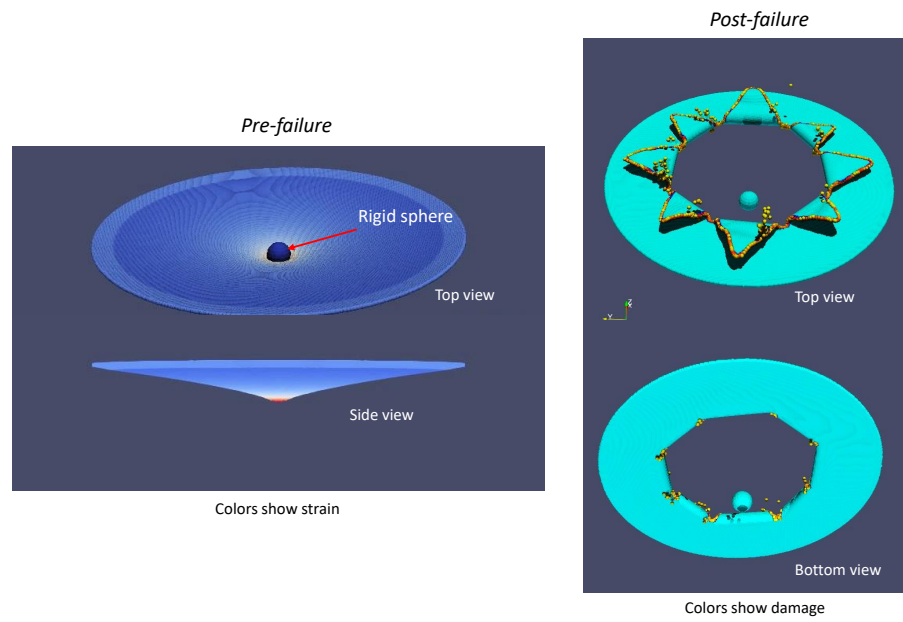 Post-failure
Pre-failure
Rigid sphere
Top view
Top view
Side view
Colors show strain
Bottom view
Colors show damage